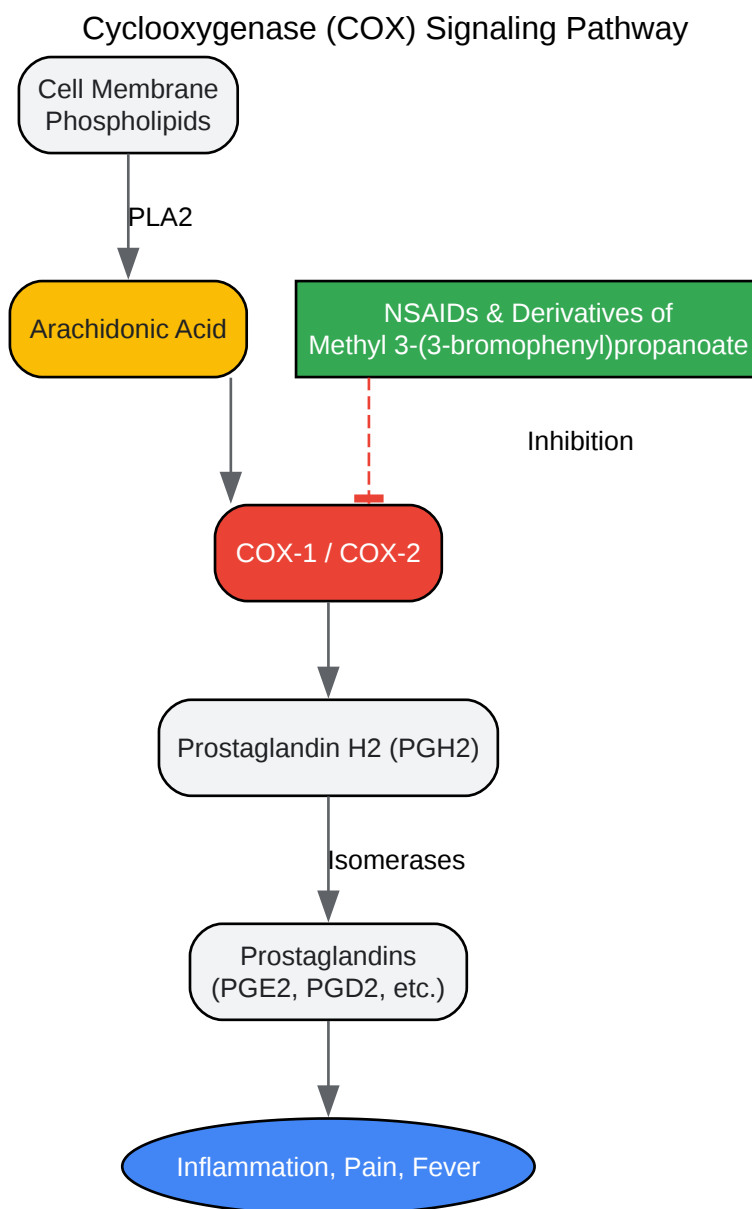 Cyclooxygenase (COX) Signaling Pathway
Cell Membrane
Phospholipids
PLA2
Arachidonic Acid
NSAIDs & Derivatives of
Methyl 3-(3-bromophenyl)propanoate
Inhibition
COX-1 / COX-2
Prostaglandin H2 (PGH2)
Isomerases
Prostaglandins
(PGE2, PGD2, etc.)
Inflammation, Pain, Fever